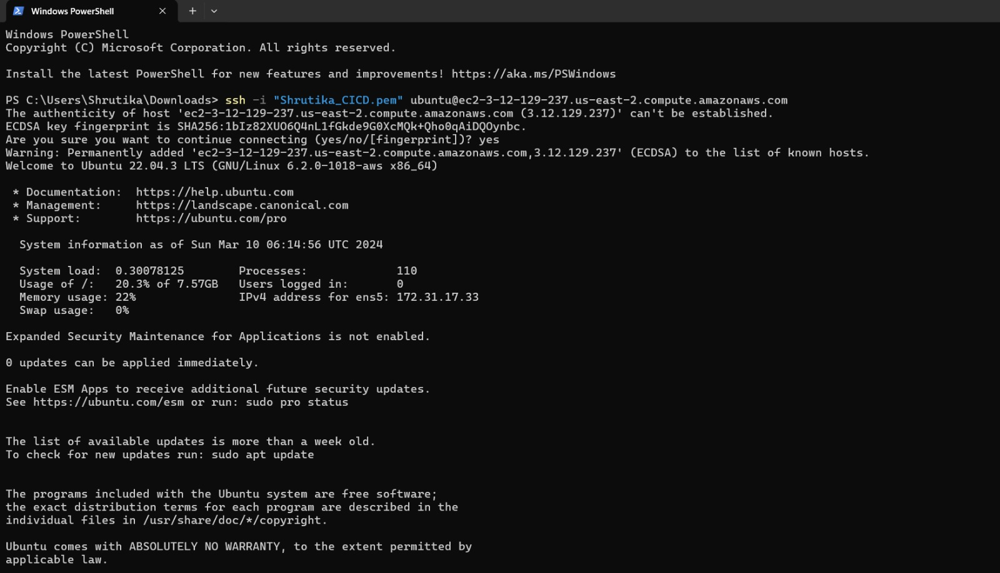 Windows PowerShell
Windows PowerShell
Copyright (C) Microsoft Corporation. All rights reserved.
Install the latest PowerShell for new features and improvements! https://aka.ms/PSWindows
PS C:\Users\Shrutika\Downloads> ssh -i "Shrutika_CICD.pem" ubuntu@ec2-3-12-129-237.us-east-2.compute.amazonaws.com
The authenticity of host 'ec2-3-12-129-237.us-east-2.compute.amazonaws.com (3.12.129.237)' can't be established.
ECDSA key fingerprint is SHA256:1bIz82XUO6Q4nL1fGkde9G0XcMQk+Qho0qAiDQOynbc.
Are you sure you want to continue connecting (yes/no/[fingerprint])? yes
Warning: Permanently added 'ec2-3-12-129-237.us-east-2.compute.amazonaws.com,3.12.129.237' (ECDSA) to the list of known hosts.
Welcome to Ubuntu 22.04.3 LTS (GNU/Linux 6.2.0-1018-aws x86_64)
* Documentation:  https://help.ubuntu.com
* Management:     https://landscape.canonical.com
* Support:        https://ubuntu.com/pro
System information as of Sun Mar 10 06:14:56 UTC 2024
System load:  0.30078125        Processes:             110
Usage of /:   20.3% of 7.57GB   Users logged in:       0
Memory usage: 22%               IPv4 address for ens5: 172.31.17.33
Swap usage:   0%
Expanded Security Maintenance for Applications is not enabled.
0 updates can be applied immediately.
Enable ESM Apps to receive additional future security updates.
See https://ubuntu.com/esm or run: sudo pro status
The list of available updates is more than a week old.
To check for new updates run: sudo apt update
The programs included with the Ubuntu system are free software;
the exact distribution terms for each program are described in the
individual files in /usr/share/doc/*/copyright.
Ubuntu comes with ABSOLUTELY NO WARRANTY, to the extent permitted by
applicable law.